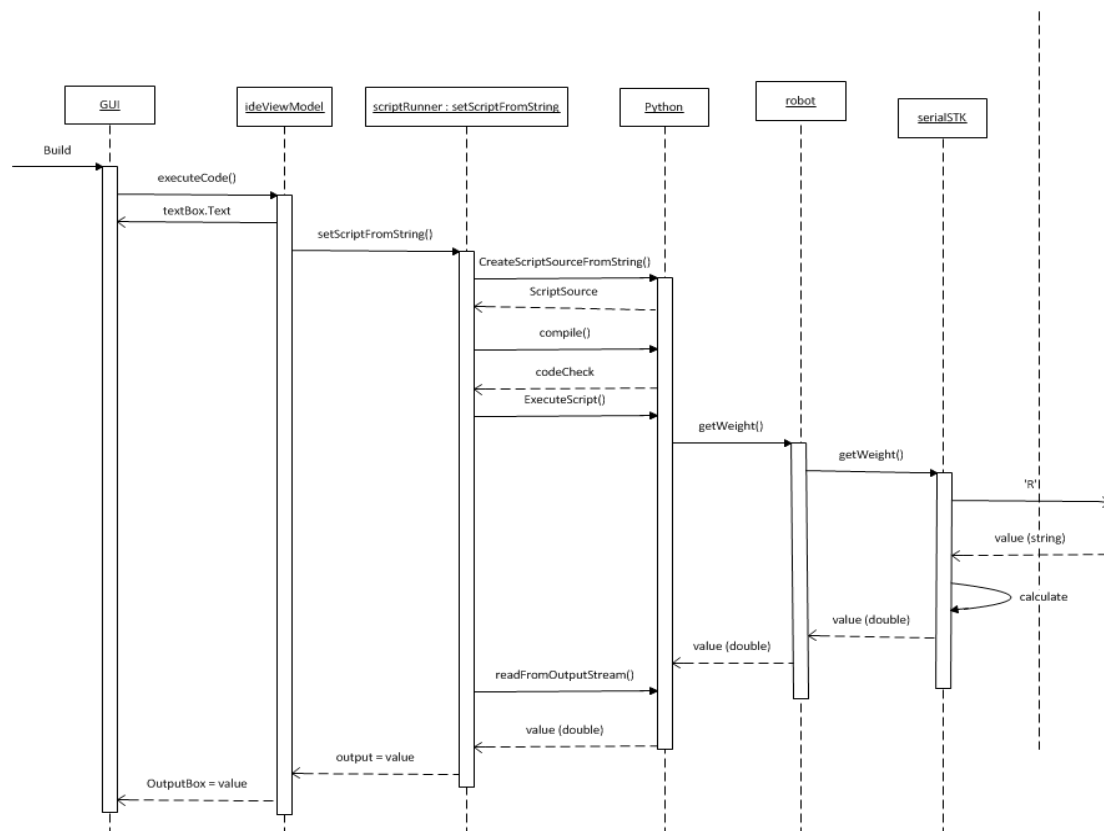 GUI
ideViewModel
scriptRunner : setScriptFromString
Python
robot
serialSTK
Build
executeCode()
textBox.Text
setScriptFromString()
CreateScriptSourceFromString()
ScriptSource
compile()
codeCheck
ExecuteScript()
getWeight()
getWeight()
'R'
value (string)
calculate
value (double)
value (double)
readFromOutputStream()
value (double)
output = value
OutputBox = value